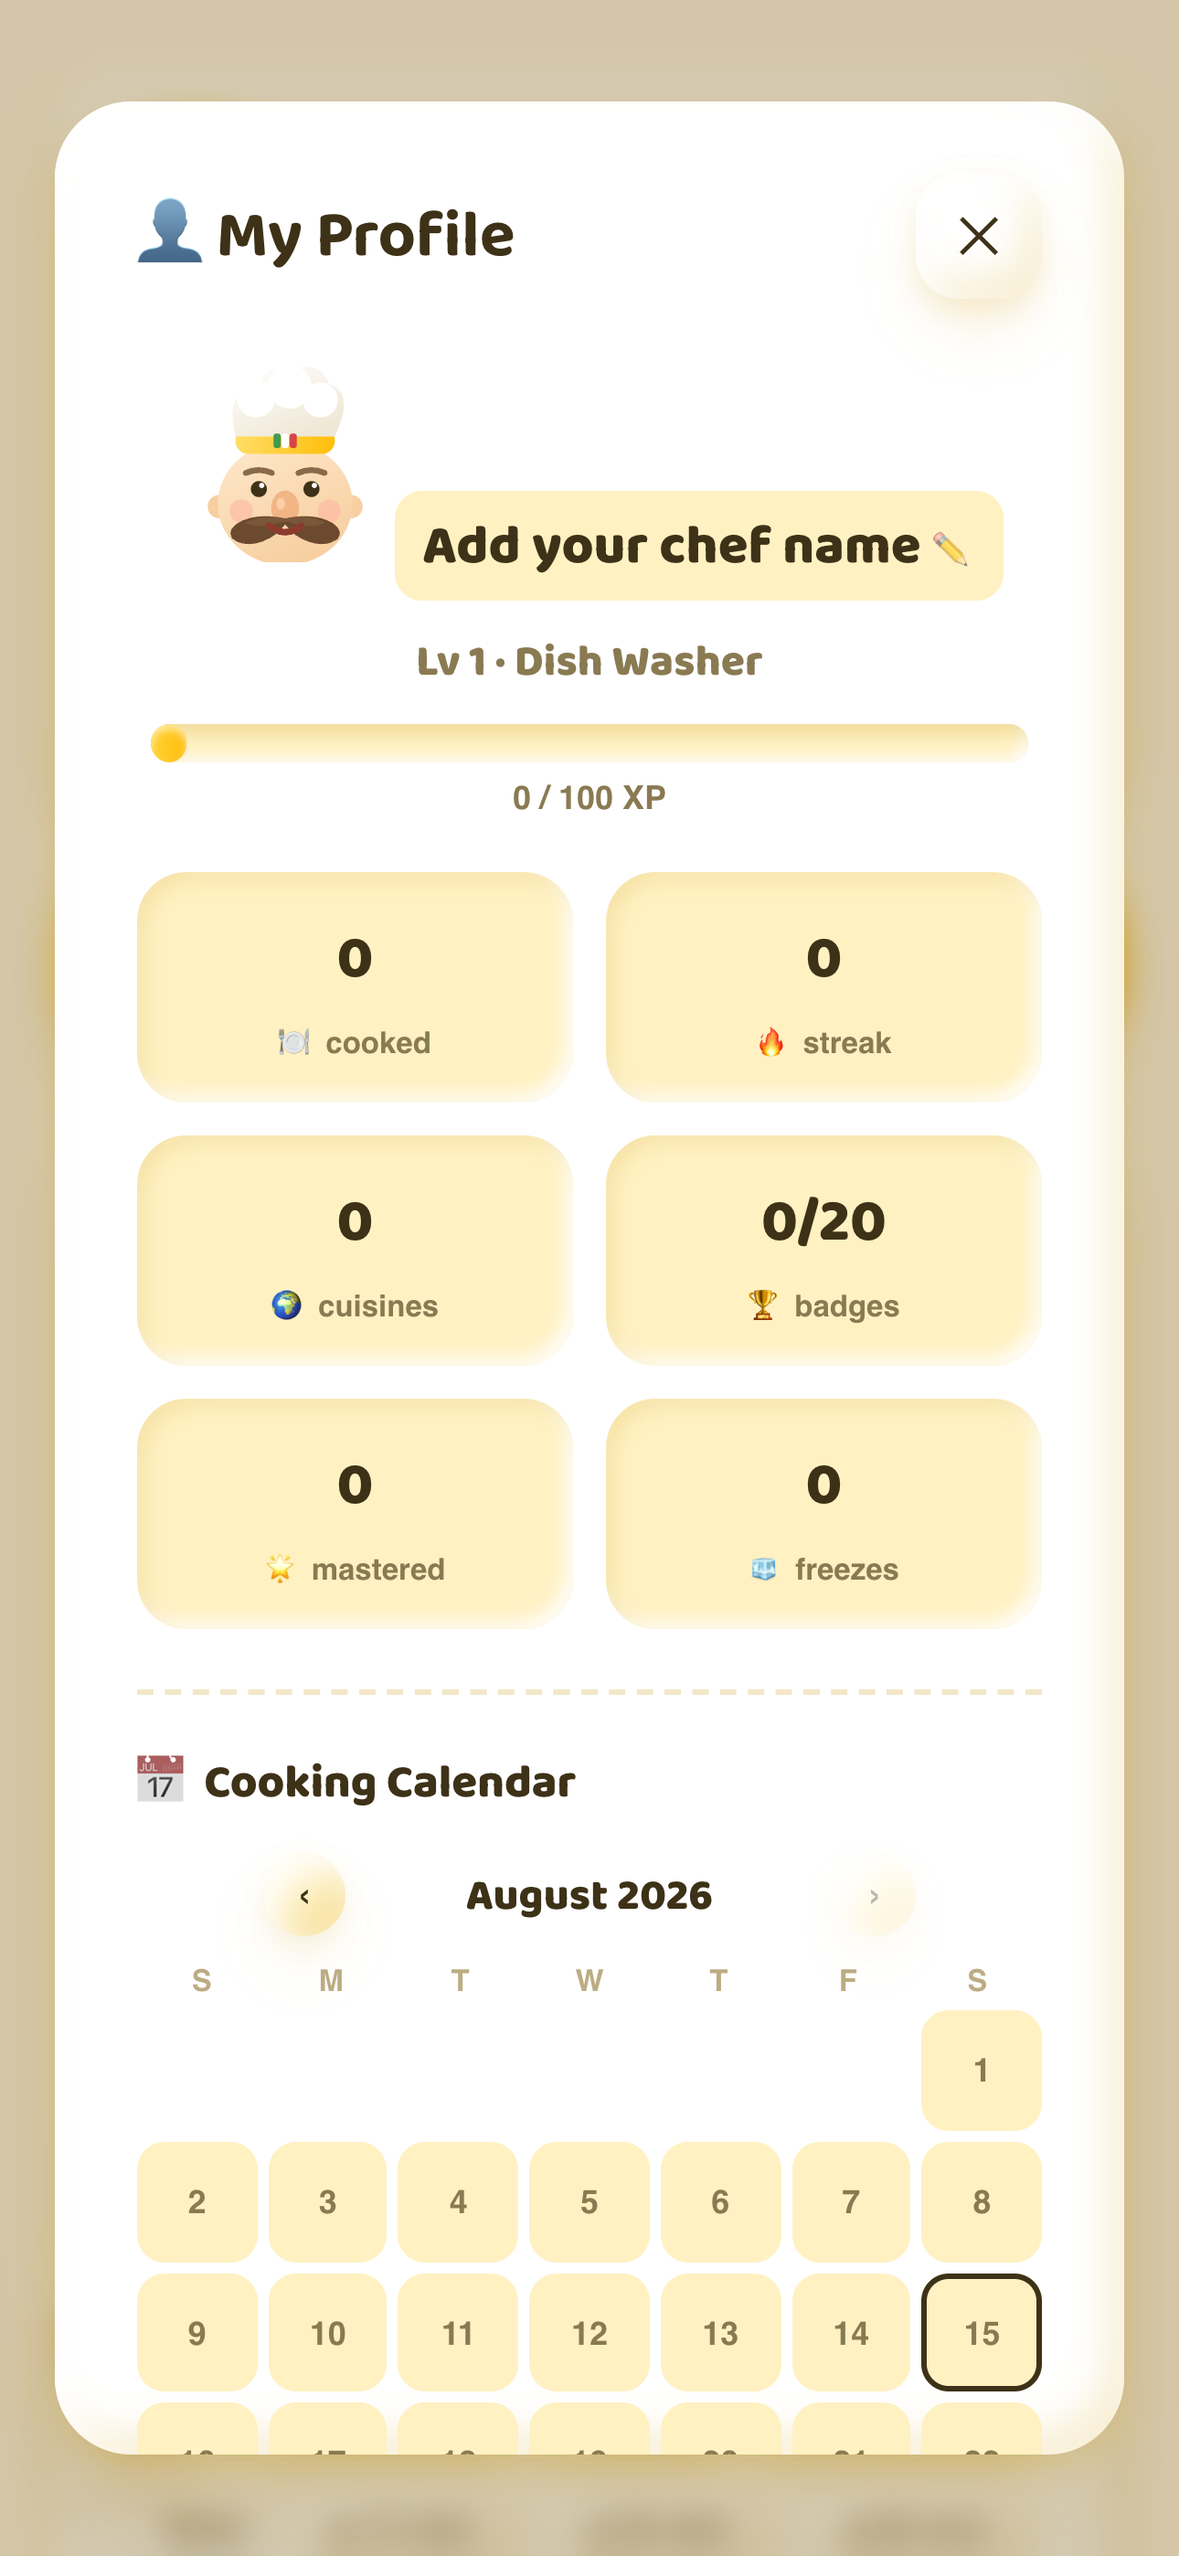 My Profile
Add your chef name
Lv 1 · Dish Washer
0 / 100 XP
0 0
cooked streak
0 0/20
cuisines badges
0 0
mastered freezes
JUL 17 Cooking Calendar
‹ August 2026 ›
S M T W T F S
1
2 3 4 5 6 7 8
9 10 11 12 13 14 15